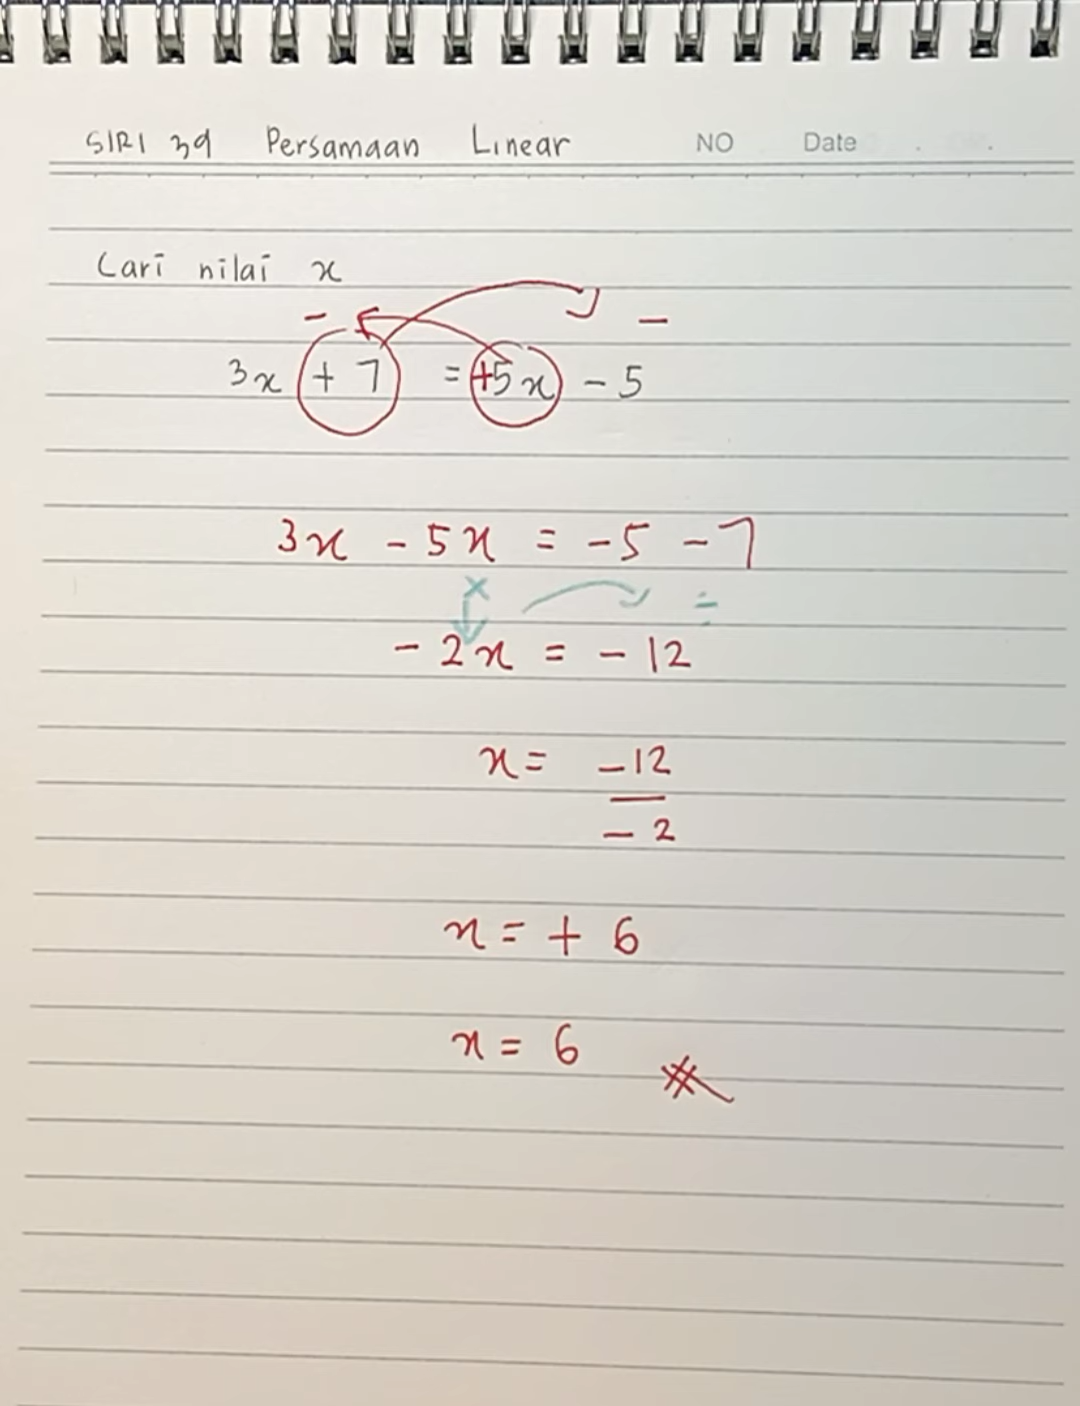 SIRI 39 Persamaan Linear NO Date
Cari nilai x
- -
3x + 7 = +5x - 5
3x - 5x = -5 - 7
× ÷
- 2x = - 12
x = -12
- 2
x = + 6
x = 6